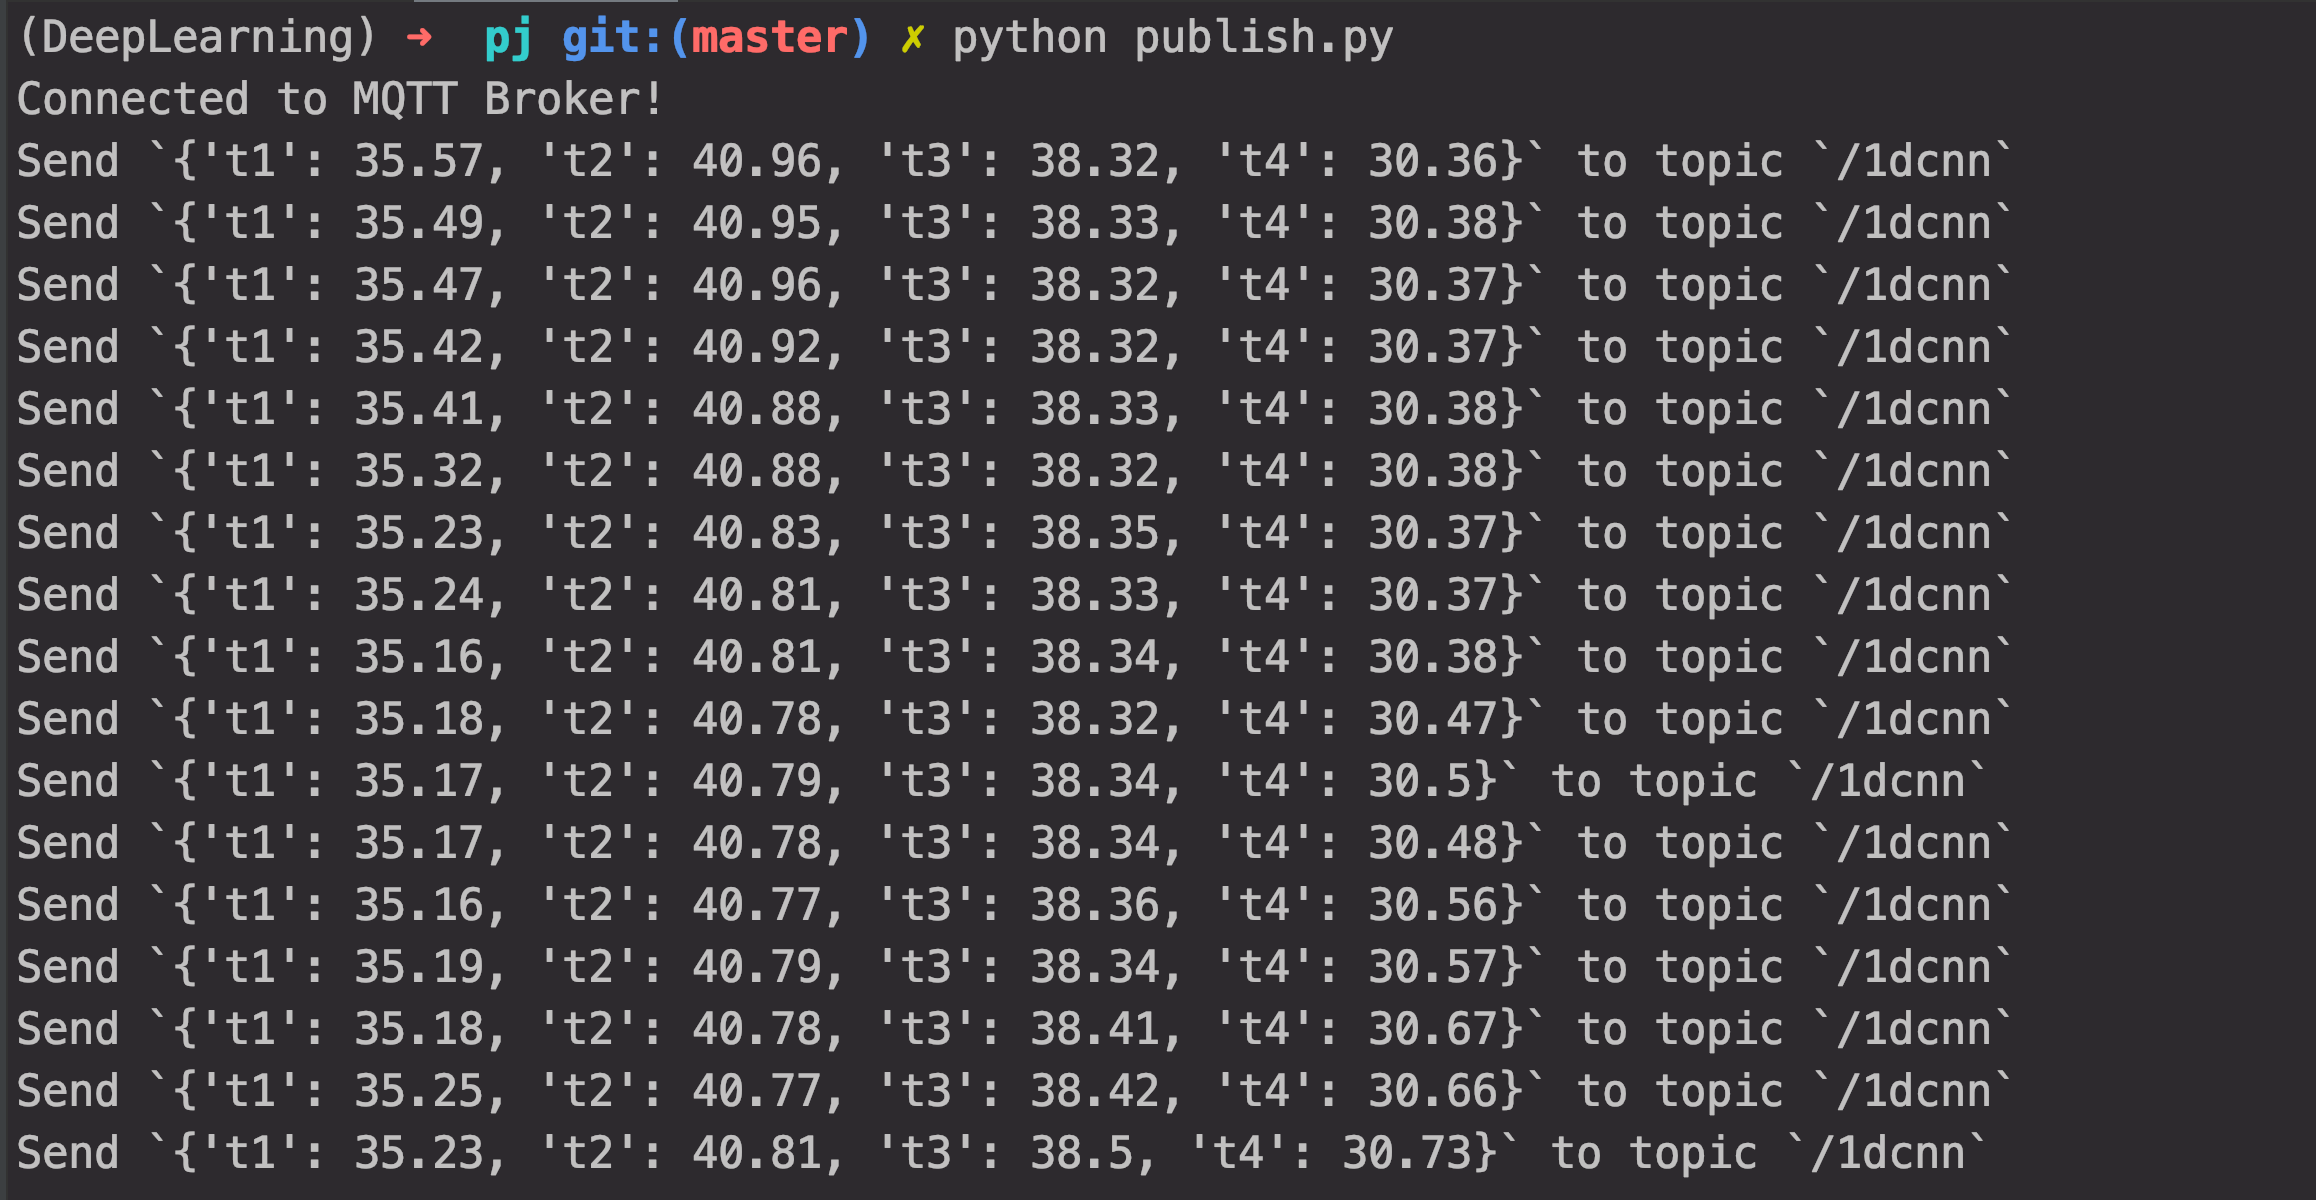 (DeepLearning) ➜  pj git:(master) ✗ python publish.py
Connected to MQTT Broker!
Send `{'t1': 35.57, 't2': 40.96, 't3': 38.32, 't4': 30.36}` to topic `/1dcnn`
Send `{'t1': 35.49, 't2': 40.95, 't3': 38.33, 't4': 30.38}` to topic `/1dcnn`
Send `{'t1': 35.47, 't2': 40.96, 't3': 38.32, 't4': 30.37}` to topic `/1dcnn`
Send `{'t1': 35.42, 't2': 40.92, 't3': 38.32, 't4': 30.37}` to topic `/1dcnn`
Send `{'t1': 35.41, 't2': 40.88, 't3': 38.33, 't4': 30.38}` to topic `/1dcnn`
Send `{'t1': 35.32, 't2': 40.88, 't3': 38.32, 't4': 30.38}` to topic `/1dcnn`
Send `{'t1': 35.23, 't2': 40.83, 't3': 38.35, 't4': 30.37}` to topic `/1dcnn`
Send `{'t1': 35.24, 't2': 40.81, 't3': 38.33, 't4': 30.37}` to topic `/1dcnn`
Send `{'t1': 35.16, 't2': 40.81, 't3': 38.34, 't4': 30.38}` to topic `/1dcnn`
Send `{'t1': 35.18, 't2': 40.78, 't3': 38.32, 't4': 30.47}` to topic `/1dcnn`
Send `{'t1': 35.17, 't2': 40.79, 't3': 38.34, 't4': 30.5}` to topic `/1dcnn`
Send `{'t1': 35.17, 't2': 40.78, 't3': 38.34, 't4': 30.48}` to topic `/1dcnn`
Send `{'t1': 35.16, 't2': 40.77, 't3': 38.36, 't4': 30.56}` to topic `/1dcnn`
Send `{'t1': 35.19, 't2': 40.79, 't3': 38.34, 't4': 30.57}` to topic `/1dcnn`
Send `{'t1': 35.18, 't2': 40.78, 't3': 38.41, 't4': 30.67}` to topic `/1dcnn`
Send `{'t1': 35.25, 't2': 40.77, 't3': 38.42, 't4': 30.66}` to topic `/1dcnn`
Send `{'t1': 35.23, 't2': 40.81, 't3': 38.5, 't4': 30.73}` to topic `/1dcnn`